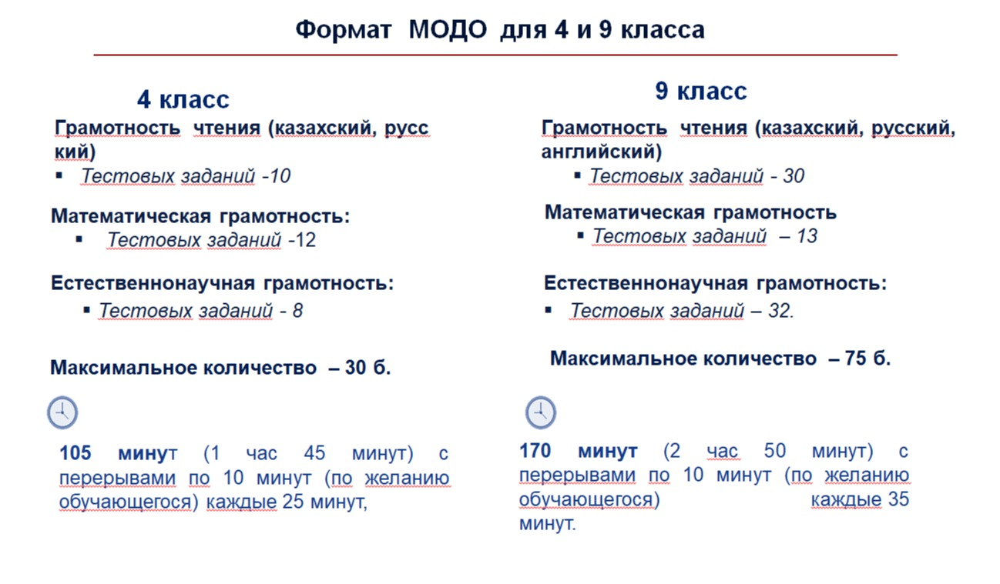 Формат МОДО для 4 и 9 класса
4 класс
Грамотность чтения (казахский, русс
кий)
▪ Тестовых заданий -10
Математическая грамотность:
▪ Тестовых заданий -12
Естественнонаучная грамотность:
▪ Тестовых заданий - 8
Максимальное количество – 30 б.
105 минут (1 час 45 минут) с
перерывами по 10 минут (по желанию
обучающегося) каждые 25 минут,
9 класс
Грамотность чтения (казахский, русский,
английский)
▪ Тестовых заданий - 30
Математическая грамотность
▪ Тестовых заданий – 13
Естественнонаучная грамотность:
▪ Тестовых заданий – 32.
Максимальное количество – 75 б.
170 минут (2 час 50 минут) с
перерывами по 10 минут (по желанию
обучающегося) каждые 35
минут.